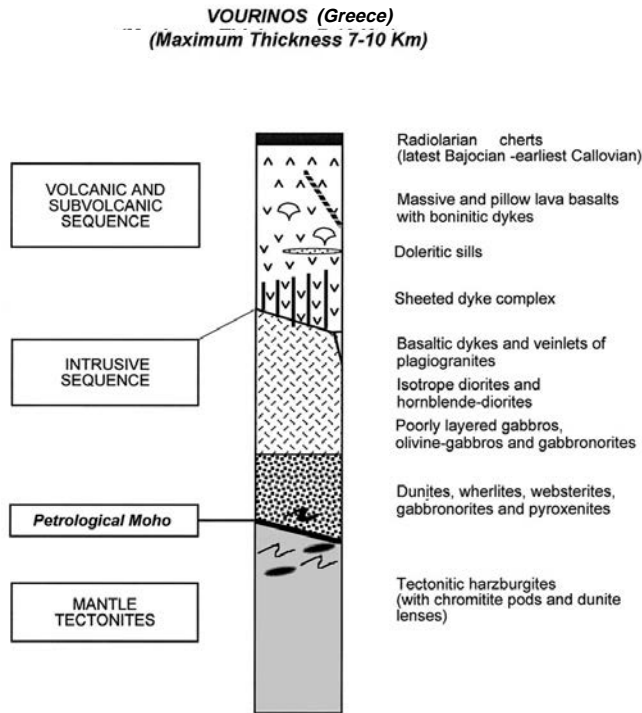 VOURINOS (Greece)
(Maximum Thickness 7-10 Km)
Radiolarian cherts
(latest Bajocian -earliest Callovian)
VOLCANIC AND
SUBVOLCANIC
SEQUENCE
Massive and pillow lava basalts
with boninitic dykes
Doleritic sills
Sheeted dyke complex
INTRUSIVE
SEQUENCE
Basaltic dykes and veinlets of
plagiogranites
Isotrope diorites and
hornblende-diorites
Poorly layered gabbros,
olivine-gabbros and gabbronorites
Dunites, wherlites, websterites,
gabbronorites and pyroxenites
Petrological Moho
MANTLE
TECTONITES
Tectonitic harzburgites
(with chromitite pods and dunite
lenses)